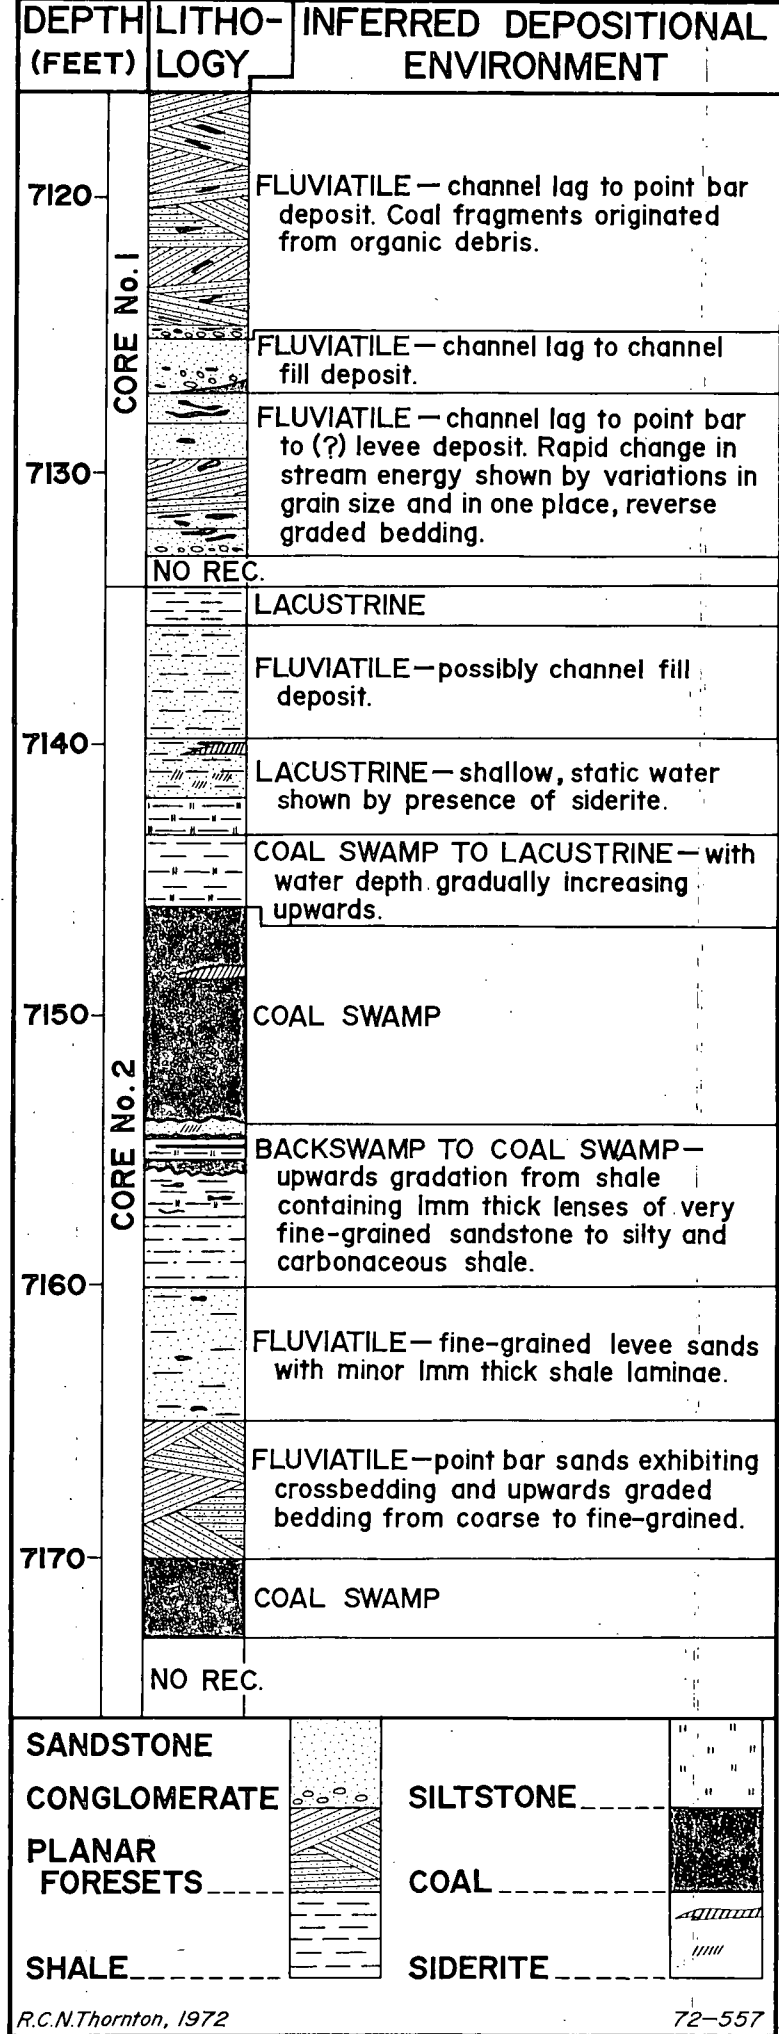 DEPTH LITHO- INFERRED DEPOSITIONAL
(FEET) LOGY ENVIRONMENT
7120
FLUVIATILE — channel lag to point bar
deposit. Coal fragments originated
from organic debris.
CORE No. 1
FLUVIATILE — channel lag to channel
fill deposit.
FLUVIATILE — channel lag to point bar
to (?) levee deposit. Rapid change in
stream energy shown by variations in
grain size and in one place, reverse
graded bedding.
7130
NO REC.
LACUSTRINE
FLUVIATILE — possibly channel fill
deposit.
7140
LACUSTRINE — shallow, static water
shown by presence of siderite.
COAL SWAMP TO LACUSTRINE — with
water depth gradually increasing
upwards.
7150
COAL SWAMP
CORE No. 2
BACKSWAMP TO COAL SWAMP —
upwards gradation from shale
containing 1mm thick lenses of very
fine-grained sandstone to silty and
carbonaceous shale.
7160
FLUVIATILE — fine-grained levee sands
with minor 1mm thick shale laminae.
FLUVIATILE — point bar sands exhibiting
crossbedding and upwards graded
bedding from coarse to fine-grained.
7170
COAL SWAMP
NO REC.
SANDSTONE
CONGLOMERATE
PLANAR
FORESETS
SHALE
SILTSTONE
COAL
SIDERITE
R.C.N. Thornton, 1972
72-557